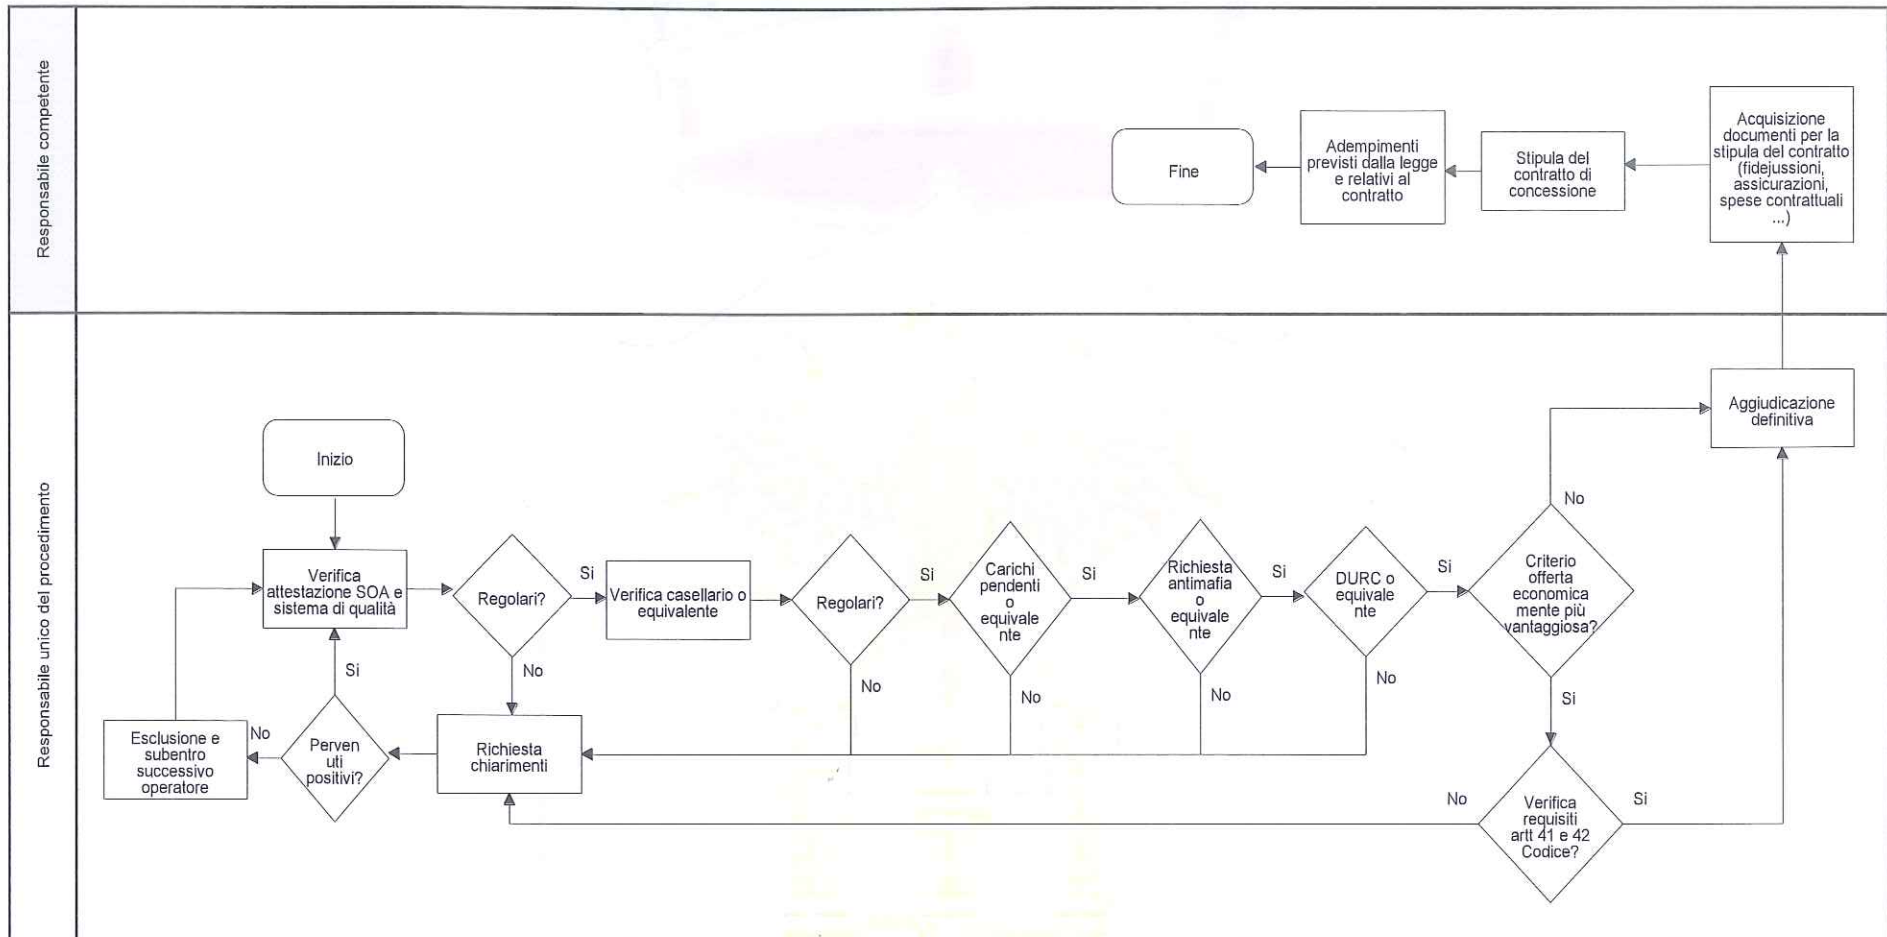 Responsabile competente
Fine
Adempimenti
previsti dalla legge
e relativi al
contratto
Stipula del
contratto di
concessione
Acquisizione
documenti per la
stipula del contratto
(fidejussioni,
assicurazioni,
spese contrattuali
...)
Responsabile unico del procedimento
Inizio
Verifica
attestazione SOA e
sistema di qualità
Regolari?
Si
No
Verifica casellario o
equivalente
Regolari?
Si
No
Carichi
pendenti
o
equivale
nte
Si
No
Richiesta
antimafia
o
equivale
nte
Si
No
DURC o
equivale
nte
Si
No
Criterio
offerta
economica
mente più
vantaggiosa?
No
Si
Aggiudicazione
definitiva
Verifica
requisiti
artt 41 e 42
Codice?
No
Si
Richiesta
chiarimenti
Perven
uti
positivi?
Si
No
Esclusione e
subentro
successivo
operatore